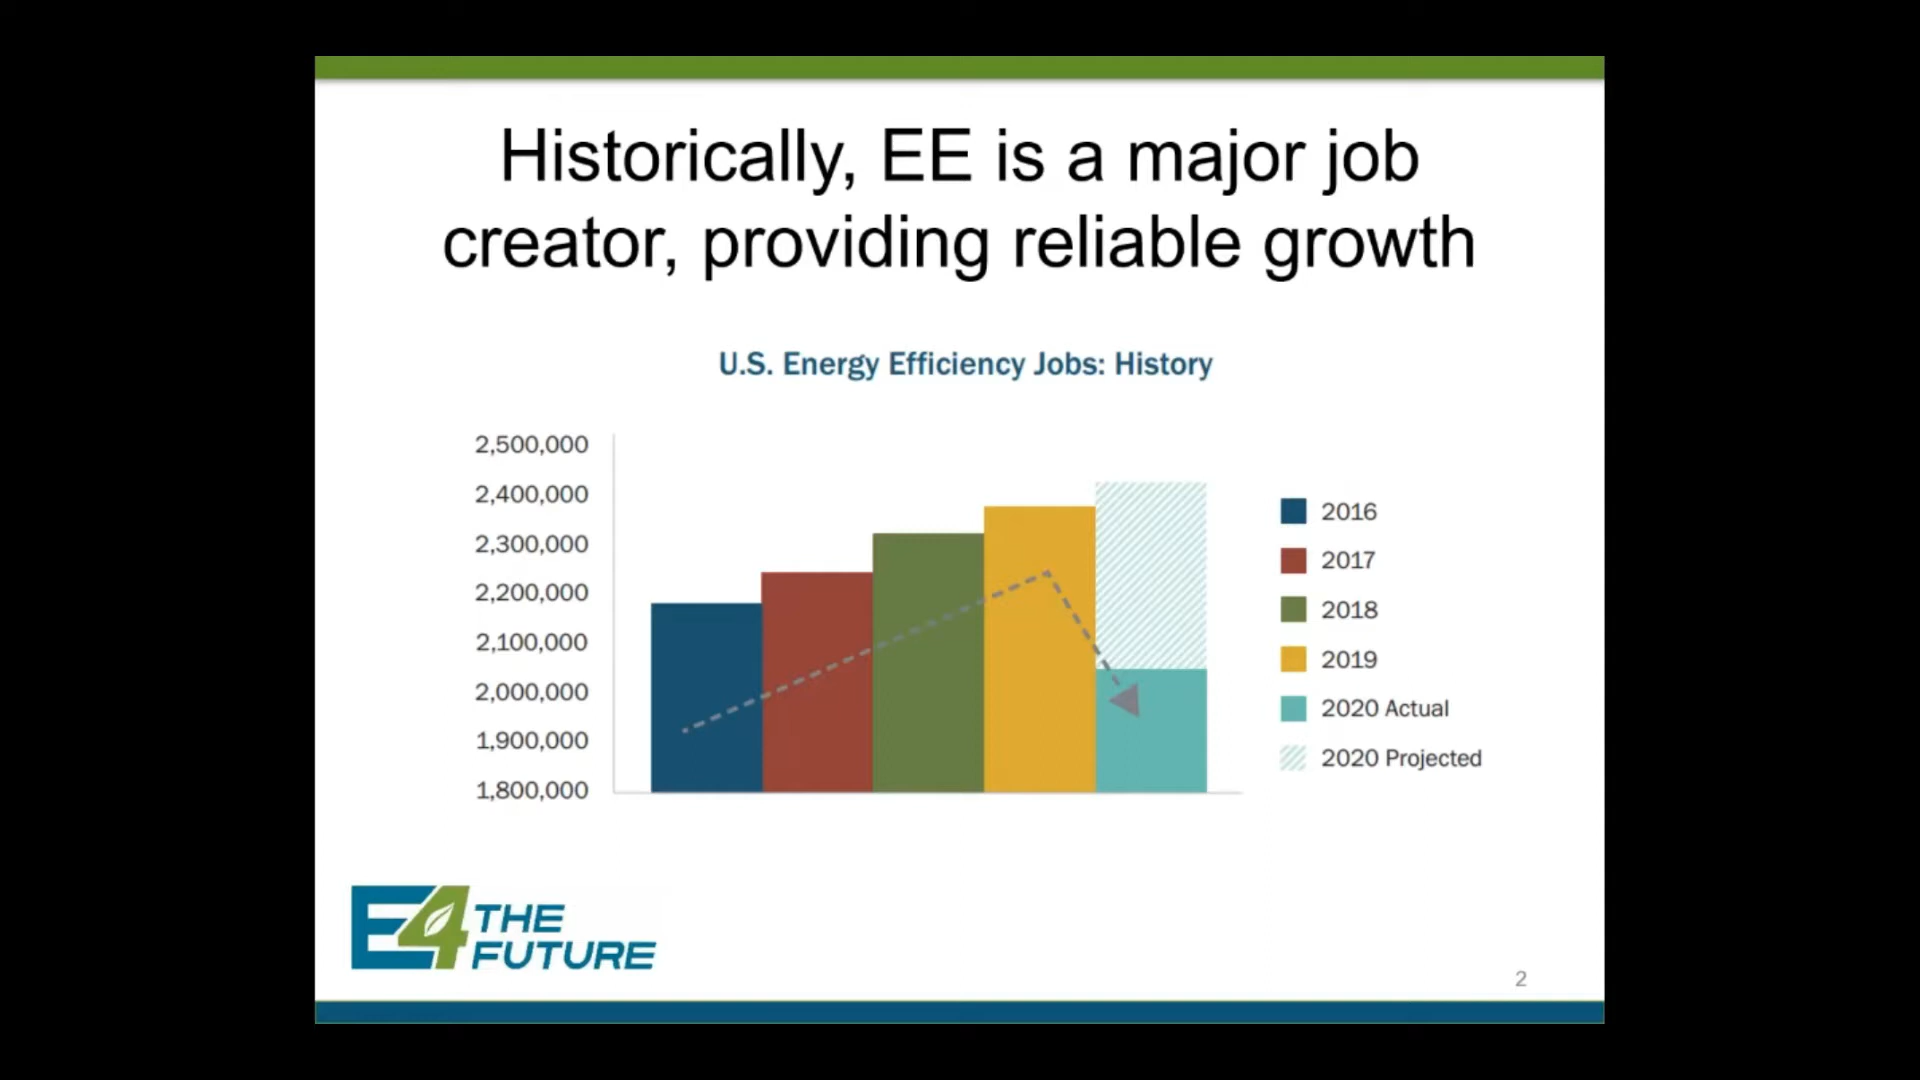 Historically, EE is a major job
creator, providing reliable growth
U.S. Energy Efficiency Jobs: History
2,500,000
2,400,000
2,300,000
2,200,000
2,100,000
2,000,000
1,900,000
1,800,000
2016
2017
2018
2019
2020 Actual
2020 Projected
E4 THE
FUTURE
2